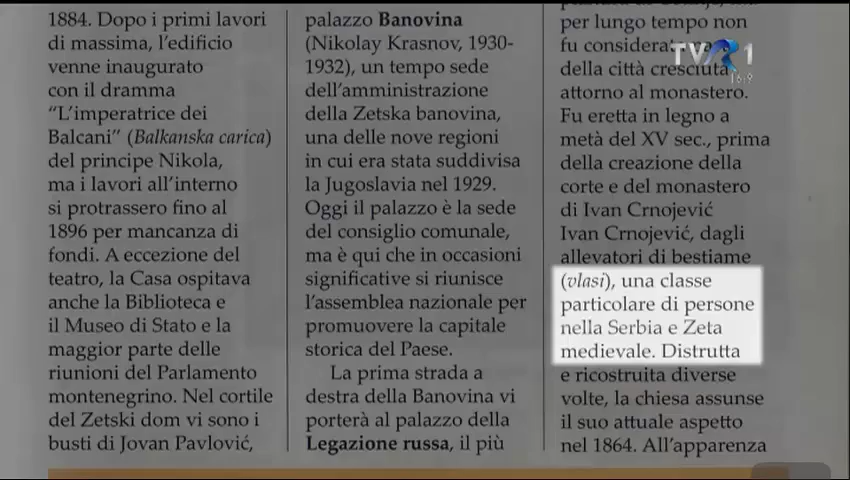 1884. Dopo i primi lavori
di massima, l'edificio
venne inaugurato
con il dramma
"L'imperatrice dei
Balcani" (Balkanska carica)
del principe Nikola,
ma i lavori all'interno
si protrassero fino al
1896 per mancanza di
fondi. A eccezione del
teatro, la Casa ospitava
anche la Biblioteca e
il Museo di Stato e la
maggior parte delle
riunioni del Parlamento
montenegrino. Nel cortile
del Zetski dom vi sono i
busti di Jovan Pavlović,
palazzo Banovina
(Nikolay Krasnov, 1930-
1932), un tempo sede
dell'amministrazione
della Zetska banovina,
una delle nove regioni
in cui era stata suddivisa
la Jugoslavia nel 1929.
Oggi il palazzo è la sede
del consiglio comunale,
ma è qui che in occasioni
significative si riunisce
l'assemblea nazionale per
promuovere la capitale
storica del Paese.
La prima strada a
destra della Banovina vi
porterà al palazzo della
Legazione russa, il più
per lungo tempo non
fu considerata
della città cresciuta
attorno al monastero.
Fu eretta in legno a
metà del XV sec., prima
della creazione della
corte e del monastero
di Ivan Crnojević
Ivan Crnojević, dagli
allevatori di bestiame
(vlasi), una classe
particolare di persone
nella Serbia e Zeta
medievale. Distrutta
e ricostruita diverse
volte, la chiesa assunse
il suo attuale aspetto
nel 1864. All'apparenza
TVR 1
16:9